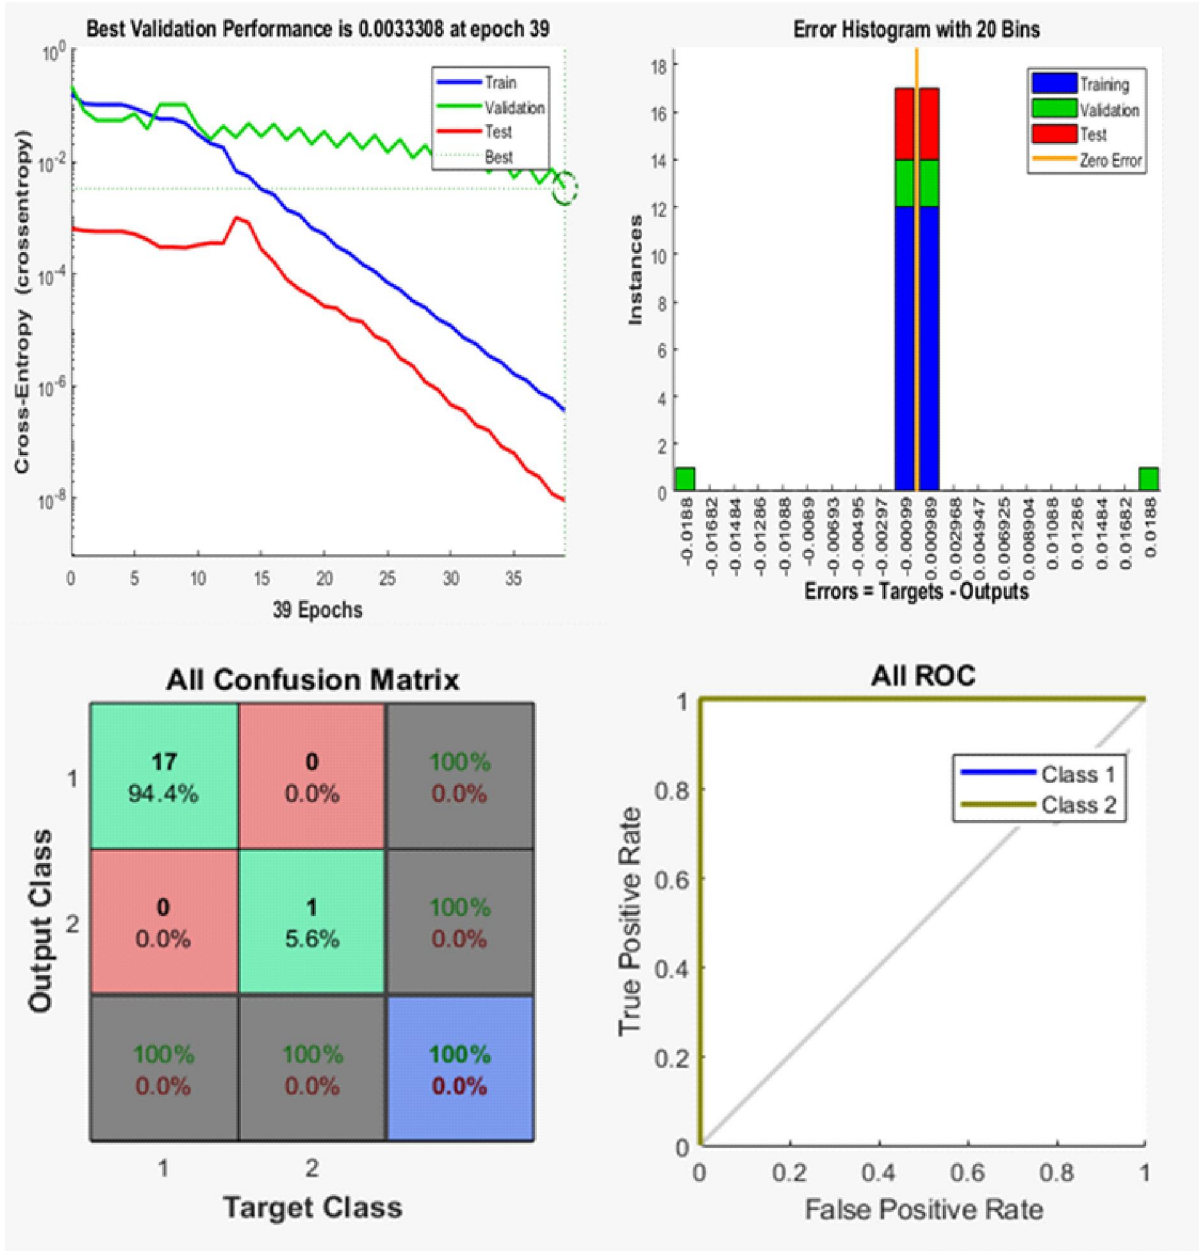 Best Validation Performance is 0.0033308 at epoch 39
Cross-Entropy (crossentropy)
10^0
10^-2
10^-4
10^-6
10^-8
Train
Validation
Test
Best
0 5 10 15 20 25 30 35
39 Epochs
Error Histogram with 20 Bins
Instances
18
16
14
12
10
8
6
4
2
0
Training
Validation
Test
Zero Error
-0.0188
-0.01682
-0.01484
-0.01286
-0.01088
-0.0089
-0.00693
-0.00495
-0.00297
-0.00099
0.000989
0.002968
0.004947
0.006925
0.008904
0.01088
0.01286
0.01484
0.01682
0.0188
Errors = Targets - Outputs
All Confusion Matrix
Output Class
1
17
94.4%
0
0.0%
100%
0.0%
2
0
0.0%
1
5.6%
100%
0.0%
100%
0.0%
100%
0.0%
100%
0.0%
1 2
Target Class
All ROC
True Positive Rate
1
0.8
0.6
0.4
0.2
0
Class 1
Class 2
0 0.2 0.4 0.6 0.8 1
False Positive Rate